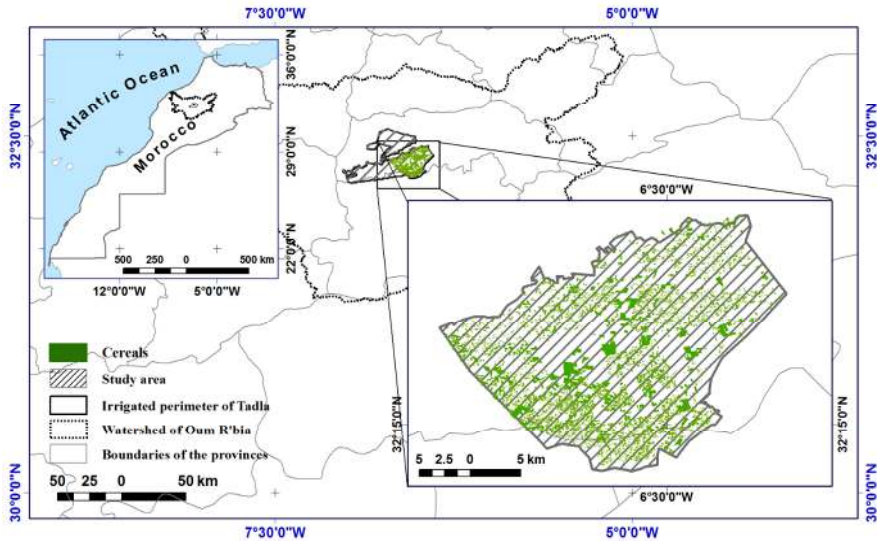 7°30'0"W
5°0'0"W
32°30'0"N
30°0'0"N
Atlantic Ocean
Morocco
36°0'0"N
29°0'0"N
22°0'0"N
500 250 0 500 km
12°0'0"W
5°0'0"W
32°30'0"N
6°30'0"W
Cereals
Study area
Irrigated perimeter of Tadla
Watershed of Oum R'bia
Boundaries of the provinces
50 25 0 50 km
32°15'0"N
32°15'0"N
5 2.5 0 5 km
6°30'0"W
30°0'0"N
7°30'0"W
5°0'0"W